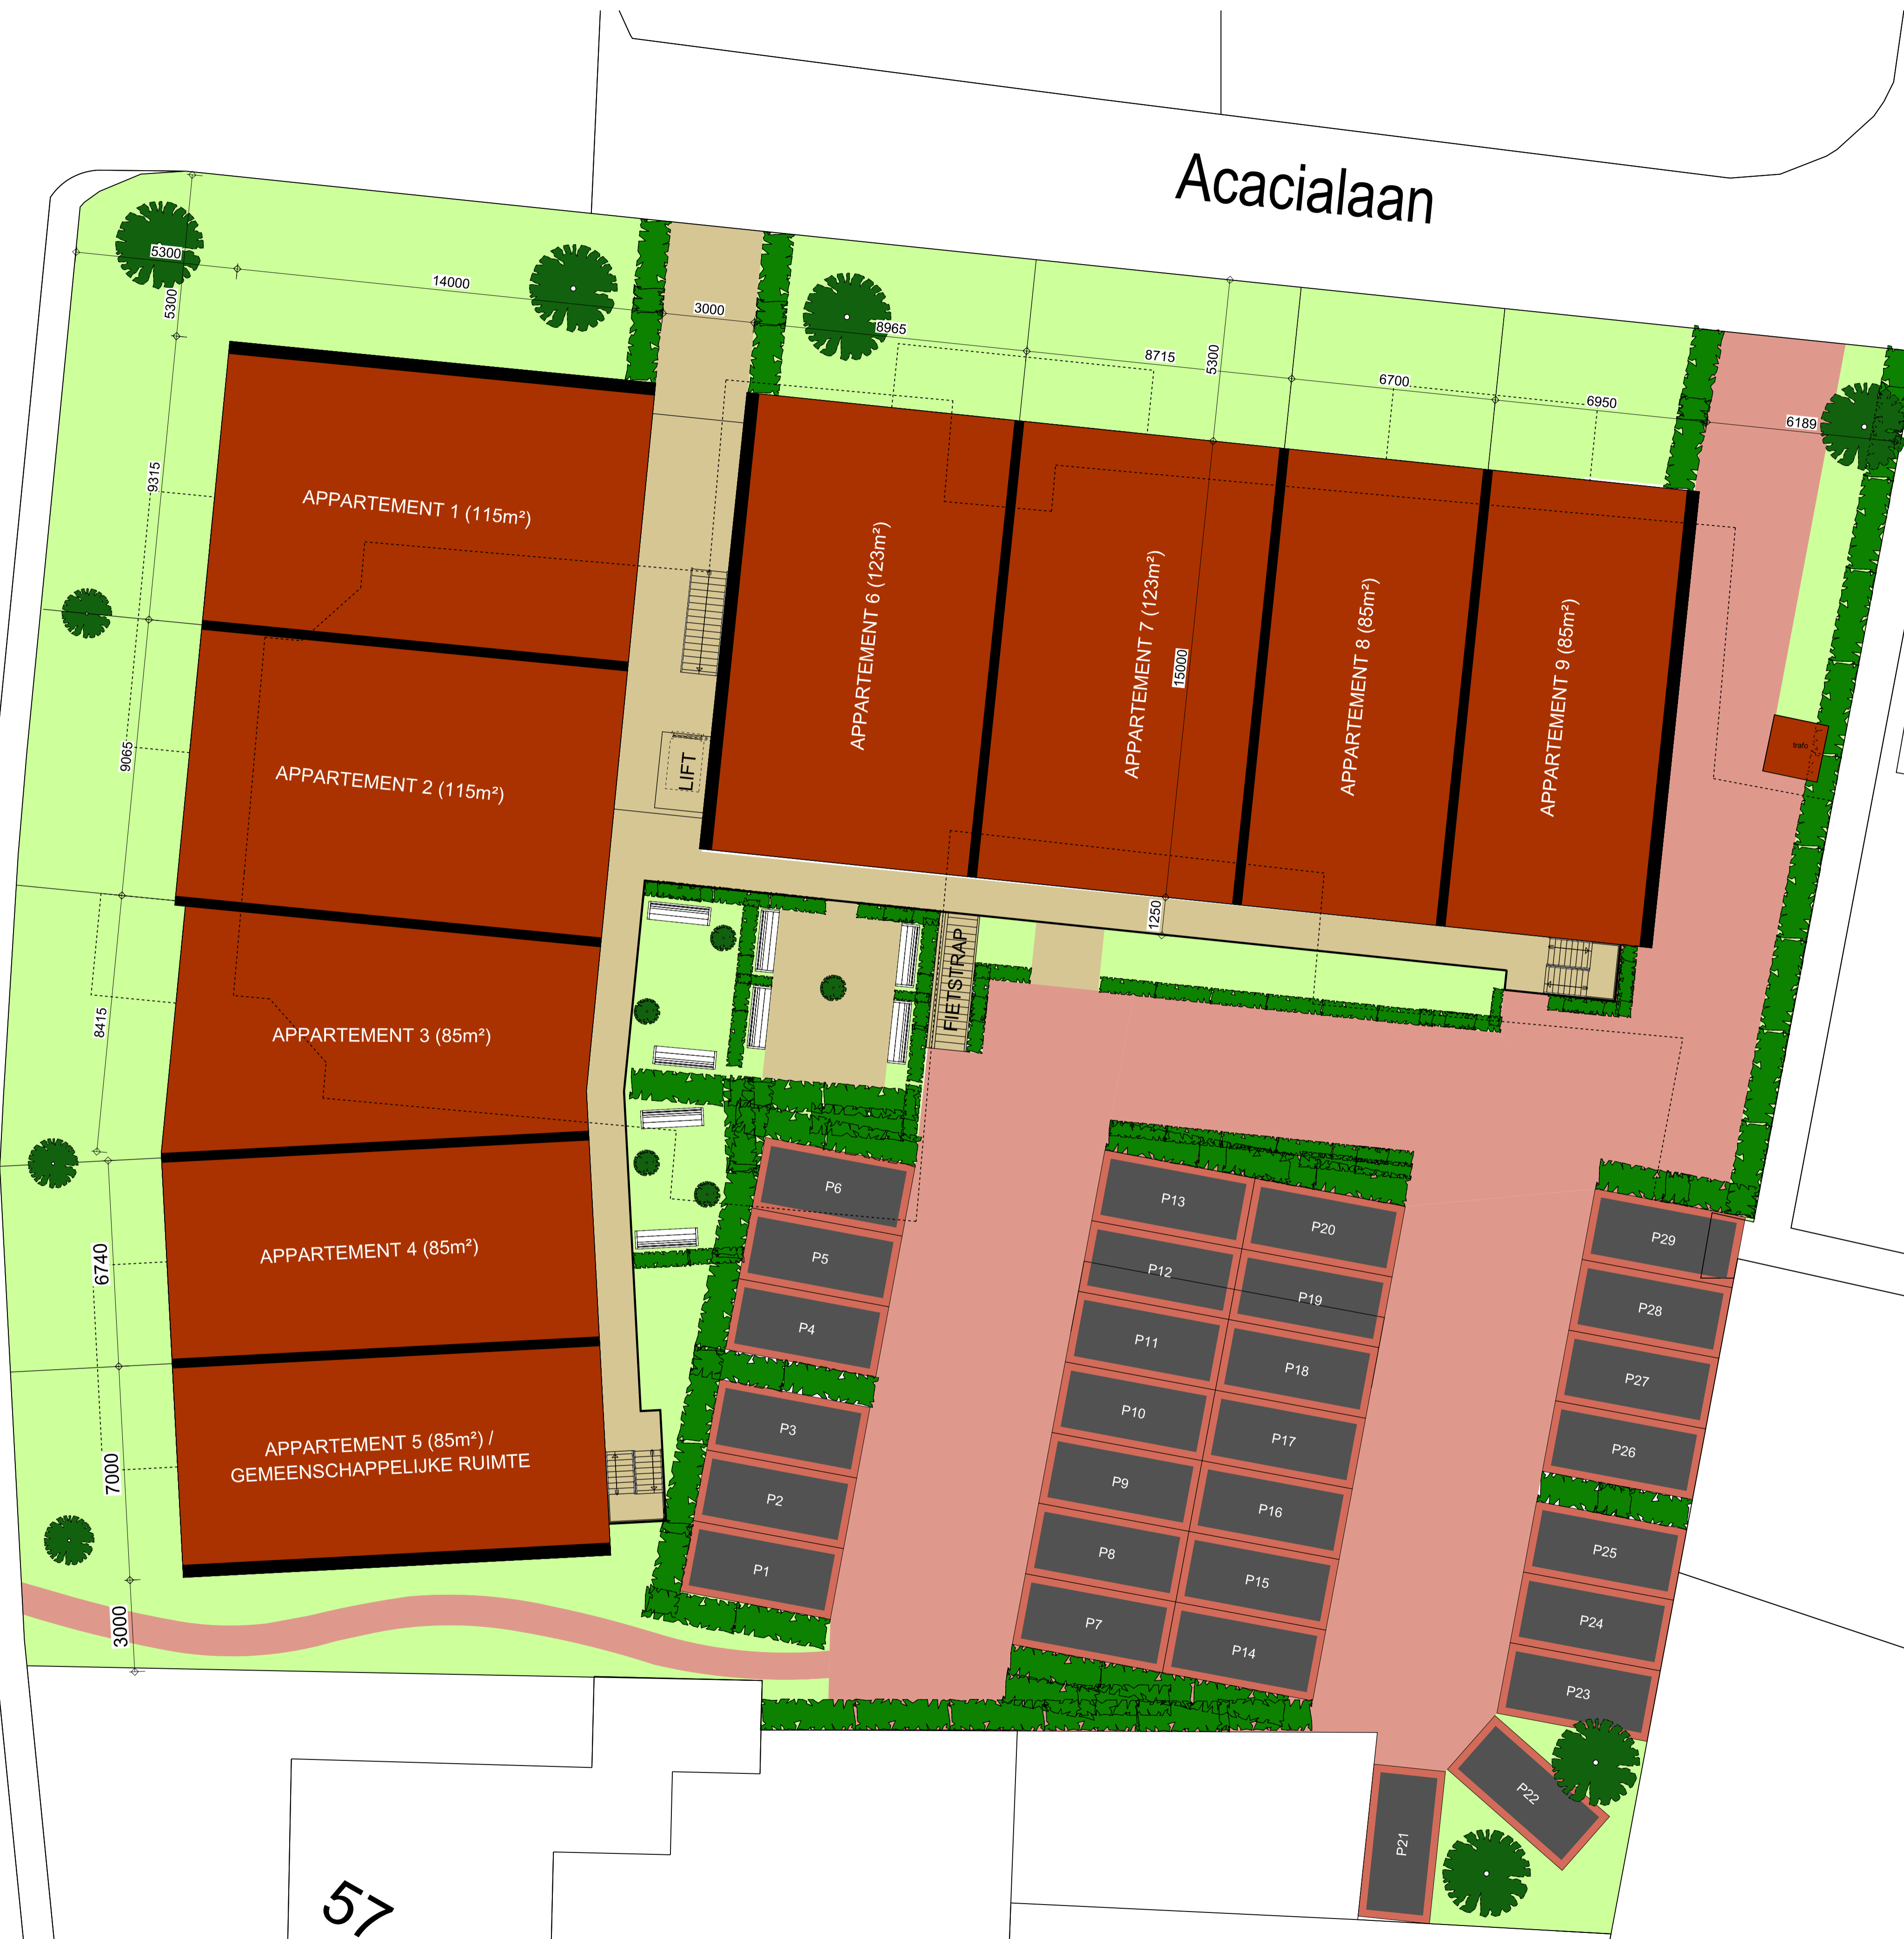 Acacialaan
5300
5300
14000
3000
8965
8715
5300
6700
6950
6189
9315
APPARTEMENT 1 (115m²)
APPARTEMENT 6 (123m²)
APPARTEMENT 7 (123m²)
15000
APPARTEMENT 8 (85m²)
APPARTEMENT 9 (85m²)
trafo
9065
APPARTEMENT 2 (115m²)
LIFT
1250
FIETSTRAP
8415
APPARTEMENT 3 (85m²)
6740
APPARTEMENT 4 (85m²)
7000
APPARTEMENT 5 (85m²) /
GEMEENSCHAPPELIJKE RUIMTE
3000
P6
P5
P4
P3
P2
P1
P13
P12
P11
P10
P9
P8
P7
P20
P19
P18
P17
P16
P15
P14
P29
P28
P27
P26
P25
P24
P23
P22
P21
57